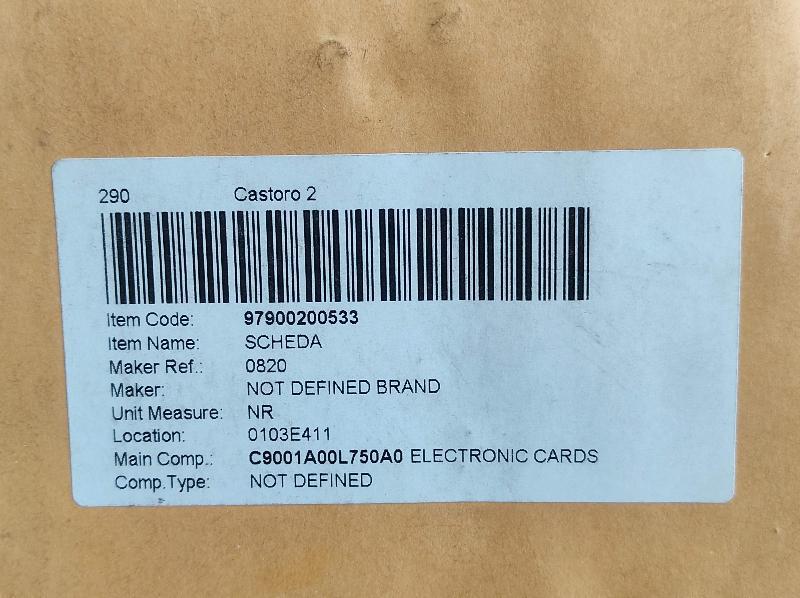 290 Castoro 2
Item Code: 97900200533
Item Name: SCHEDA
Maker Ref.: 0820
Maker: NOT DEFINED BRAND
Unit Measure: NR
Location: 0103E411
Main Comp.: C9001A00L750A0 ELECTRONIC CARDS
Comp.Type: NOT DEFINED